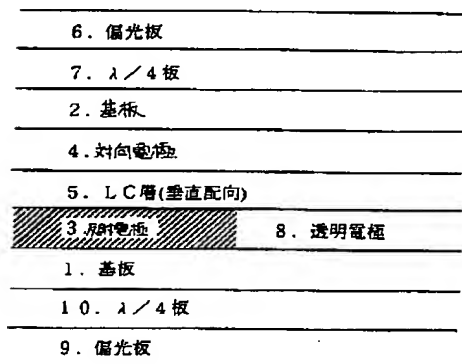 6. 偏光板
7. λ／4板
2. 基板
4. 対向電極
5. LC層(垂直配向)
3 反射電極 8. 透明電極
1. 基板
10. λ／4板
9. 偏光板